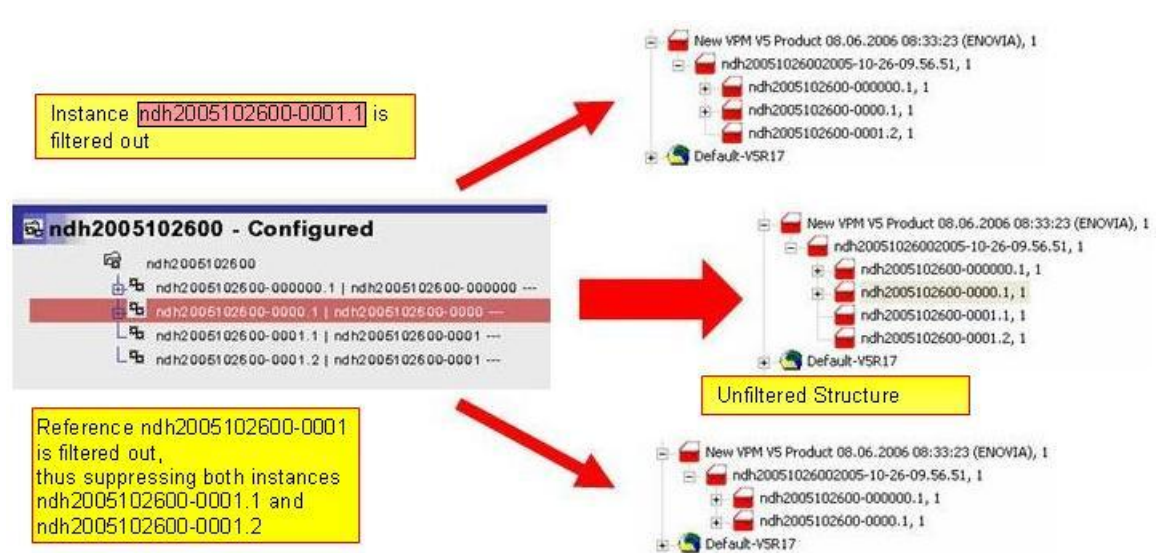 Instance ndh2005102600-0001.1 is
filtered out
New VPM V5 Product 08.06.2006 08:33:23 (ENOVIA), 1
ndh20051026002005-10-26-09.56.51, 1
ndh2005102600-000000.1, 1
ndh2005102600-0000.1, 1
ndh2005102600-0001.2, 1
Default-V5R17
ndh2005102600 - Configured
ndh2005102600
ndh2005102600-000000.1 | ndh2005102600-000000 ---
ndh2005102600-0000.1 | ndh2005102600-0000 ---
ndh2005102600-0001.1 | ndh2005102600-0001 ---
ndh2005102600-0001.2 | ndh2005102600-0001 ---
New VPM V5 Product 08.06.2006 08:33:23 (ENOVIA), 1
ndh20051026002005-10-26-09.56.51, 1
ndh2005102600-000000.1, 1
ndh2005102600-0000.1, 1
ndh2005102600-0001.1, 1
ndh2005102600-0001.2, 1
Default-V5R17
Unfiltered Structure
Reference ndh2005102600-0001
is filtered out,
thus suppressing both instances
ndh2005102600-0001.1 and
ndh2005102600-0001.2
New VPM V5 Product 08.06.2006 08:33:23 (ENOVIA), 1
ndh20051026002005-10-26-09.56.51, 1
ndh2005102600-000000.1, 1
ndh2005102600-0000.1, 1
Default-V5R17